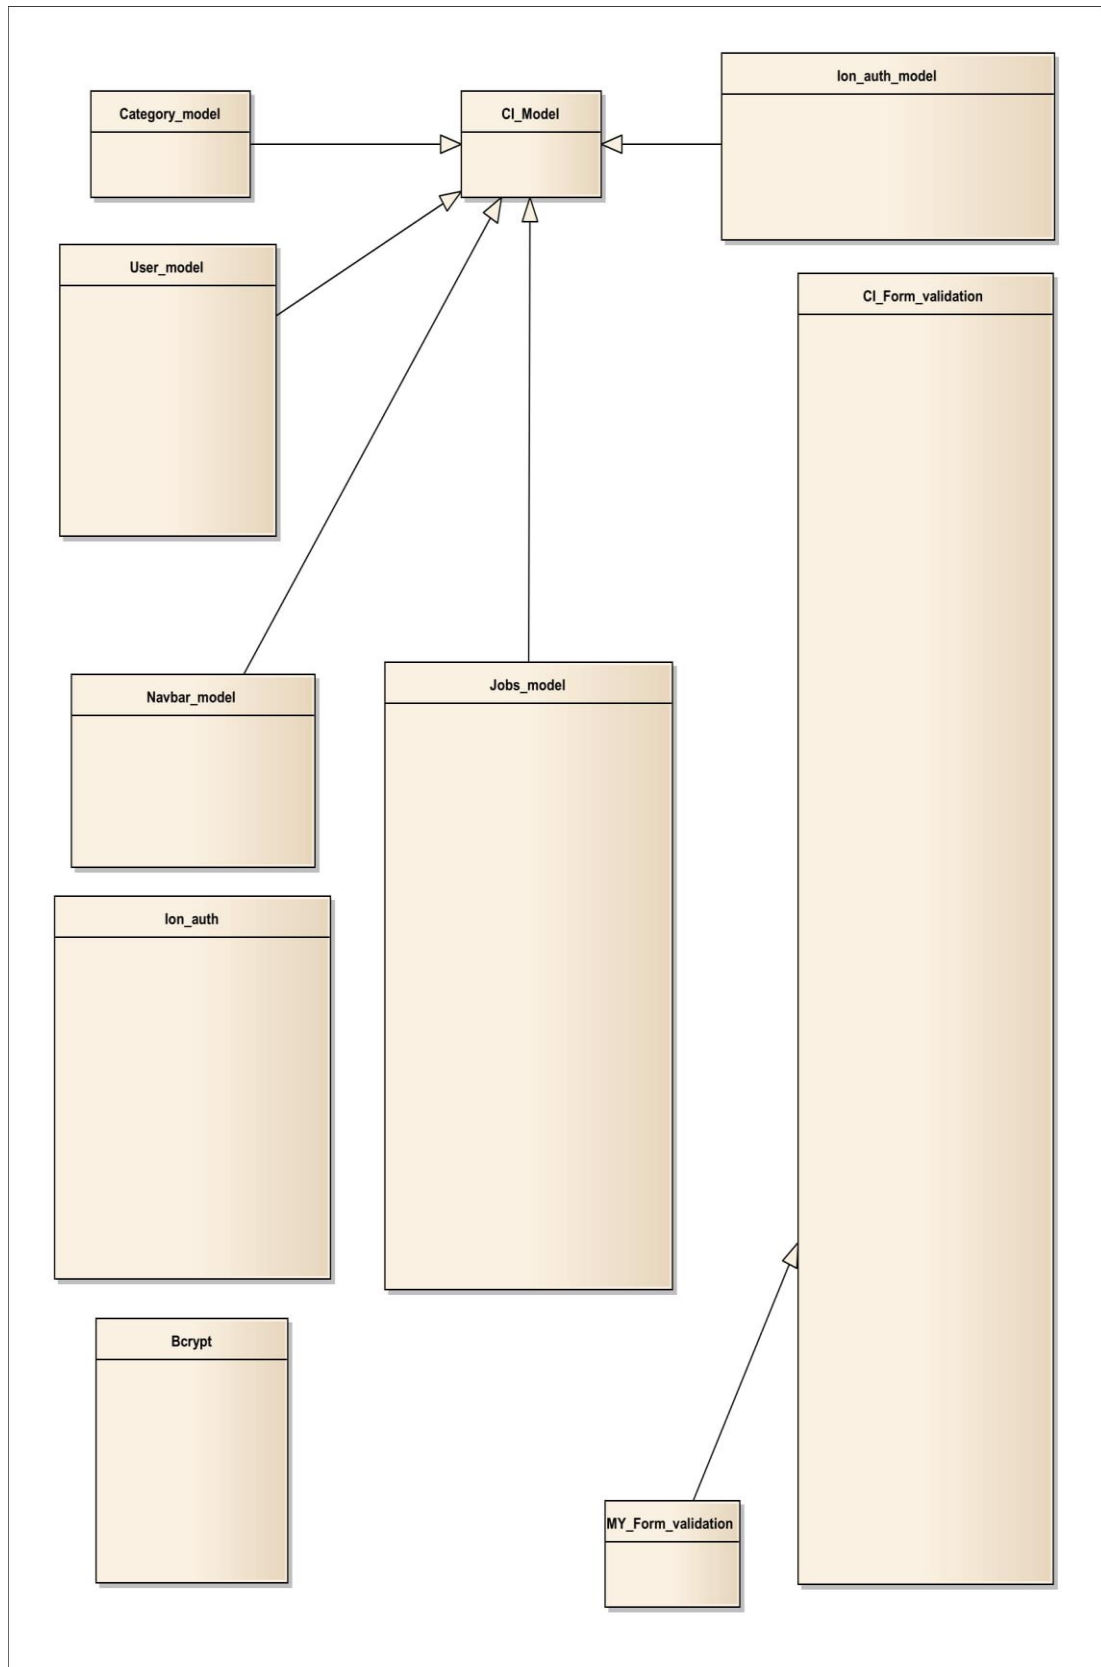 Ion_auth_model
Category_model
CI_Model
User_model
CI_Form_validation
Navbar_model
Jobs_model
Ion_auth
Bcrypt
MY_Form_validation